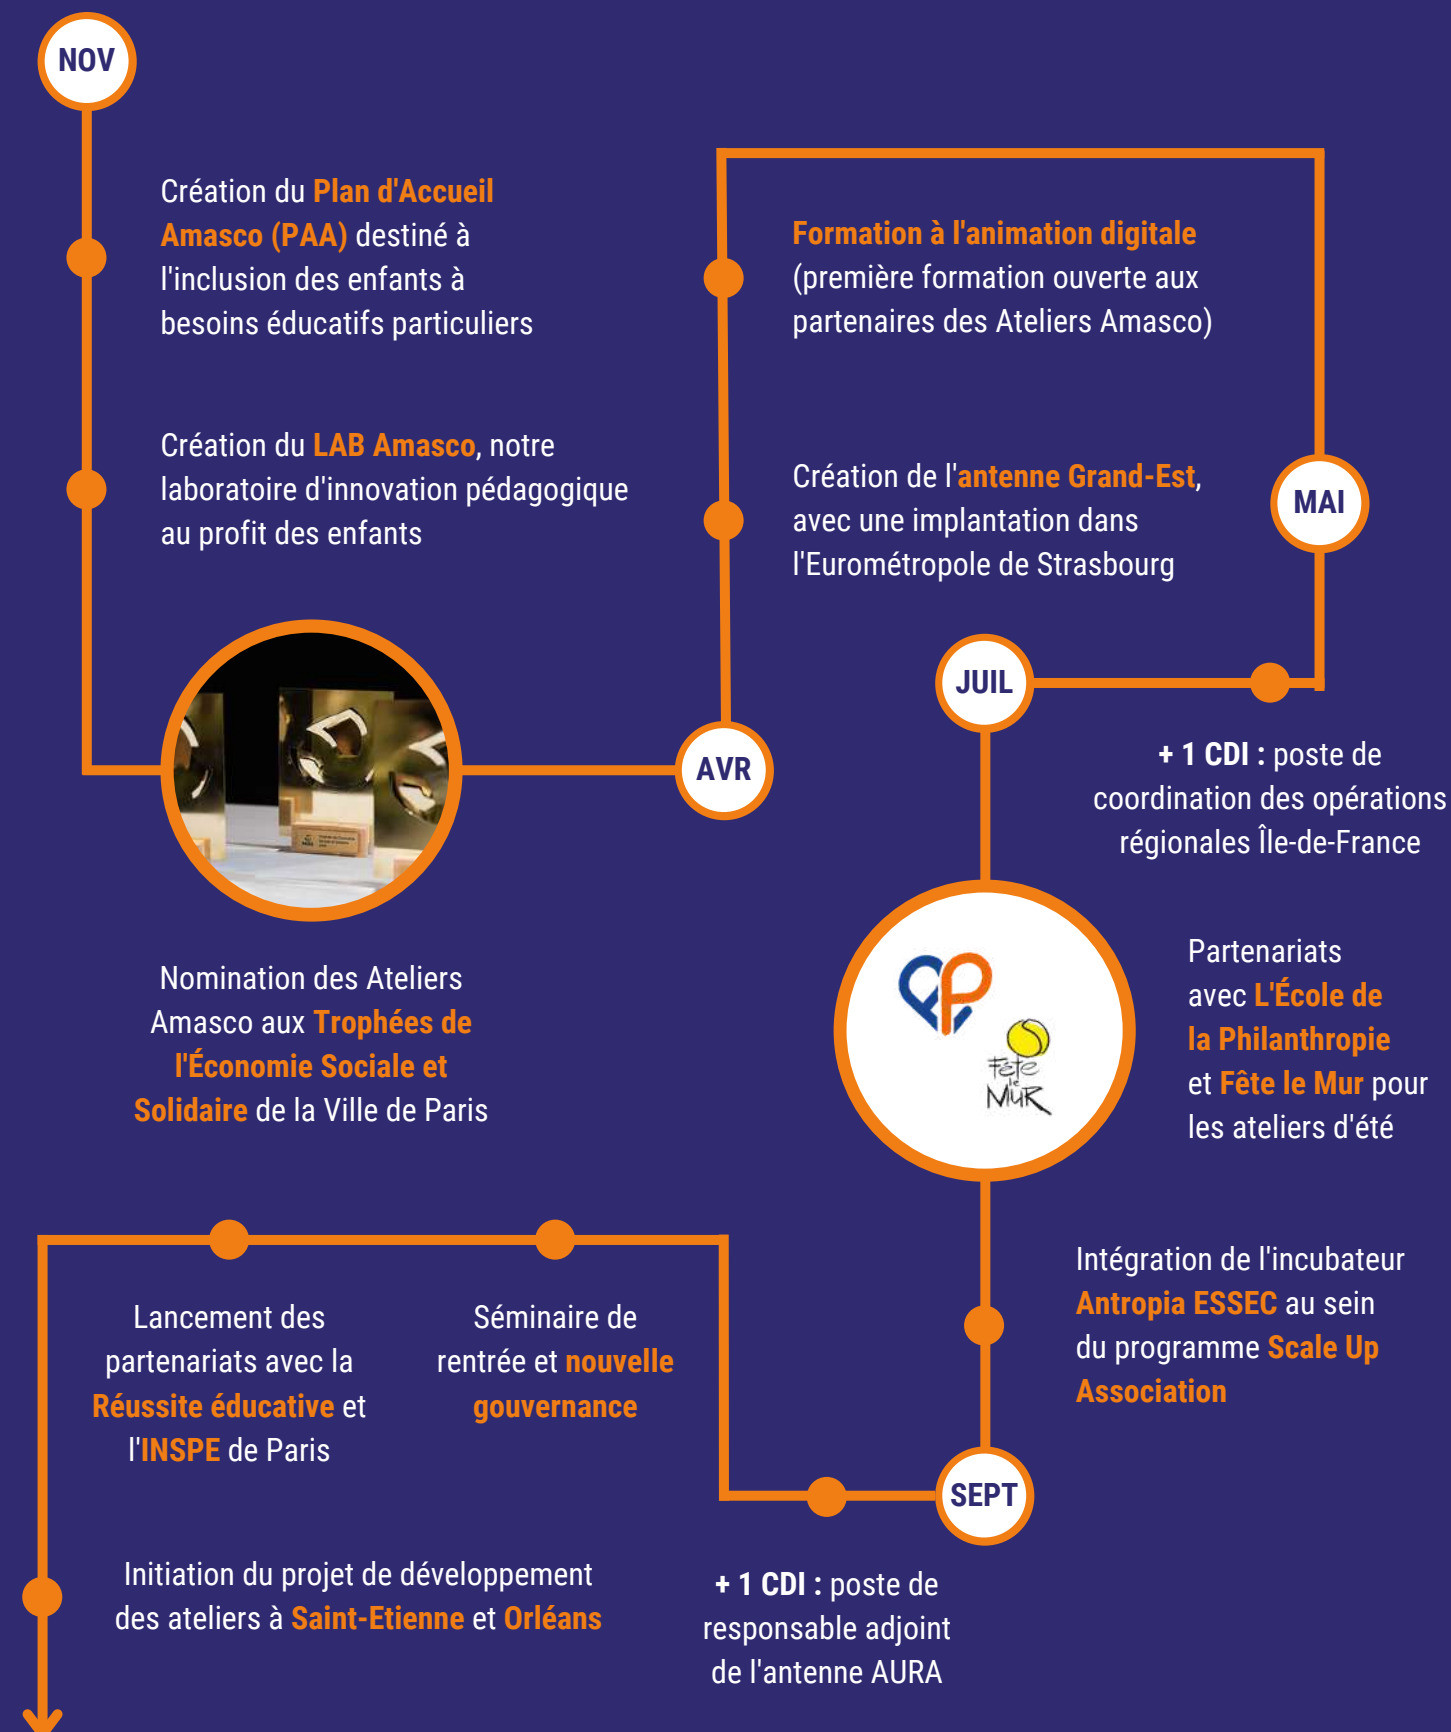 NOV
Création du Plan d'Accueil
Amasco (PAA) destiné à
l'inclusion des enfants à
besoins éducatifs particuliers
Création du LAB Amasco, notre
laboratoire d'innovation pédagogique
au profit des enfants
Nomination des Ateliers
Amasco aux Trophées de
l'Économie Sociale et
Solidaire de la Ville de Paris
AVR
Création de l'antenne Grand-Est,
avec une implantation dans
l'Eurométropole de Strasbourg
Formation à l'animation digitale
(première formation ouverte aux
partenaires des Ateliers Amasco)
MAI
+ 1 CDI : poste de
coordination des opérations
régionales Île-de-France
JUIL
Fête
le
MUR
Partenariats
avec L'École de
la Philanthropie
et Fête le Mur pour
les ateliers d'été
Intégration de l'incubateur
Antropia ESSEC au sein
du programme Scale Up
Association
SEPT
+ 1 CDI : poste de
responsable adjoint
de l'antenne AURA
Séminaire de
rentrée et nouvelle
gouvernance
Lancement des
partenariats avec la
Réussite éducative et
l'INSPE de Paris
Initiation du projet de développement
des ateliers à Saint-Etienne et Orléans